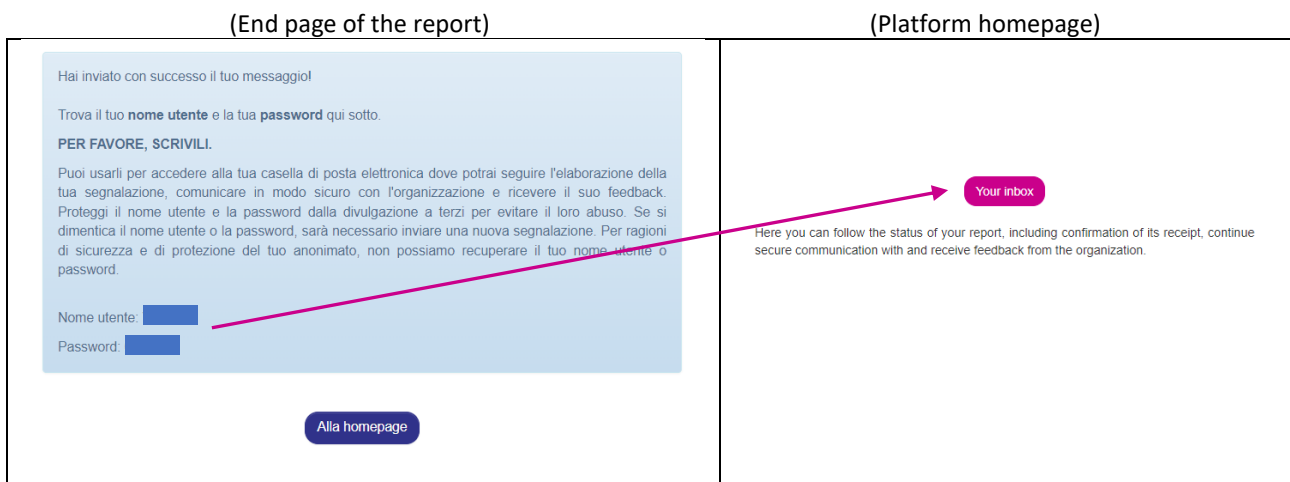 (End page of the report)
(Platform homepage)
Hai inviato con successo il tuo messaggio!
Trova il tuo nome utente e la tua password qui sotto.
PER FAVORE, SCRIVILI.
Puoi usarli per accedere alla tua casella di posta elettronica dove potrai seguire l'elaborazione della
tua segnalazione, comunicare in modo sicuro con l'organizzazione e ricevere il suo feedback.
Proteggi il nome utente e la password dalla divulgazione a terzi per evitare il loro abuso. Se si
dimentica il nome utente o la password, sarà necessario inviare una nuova segnalazione. Per ragioni
di sicurezza e di protezione del tuo anonimato, non possiamo recuperare il tuo nome utente o
password.
Nome utente:
Password:
Alla homepage
Your inbox
Here you can follow the status of your report, including confirmation of its receipt, continue
secure communication with and receive feedback from the organization.